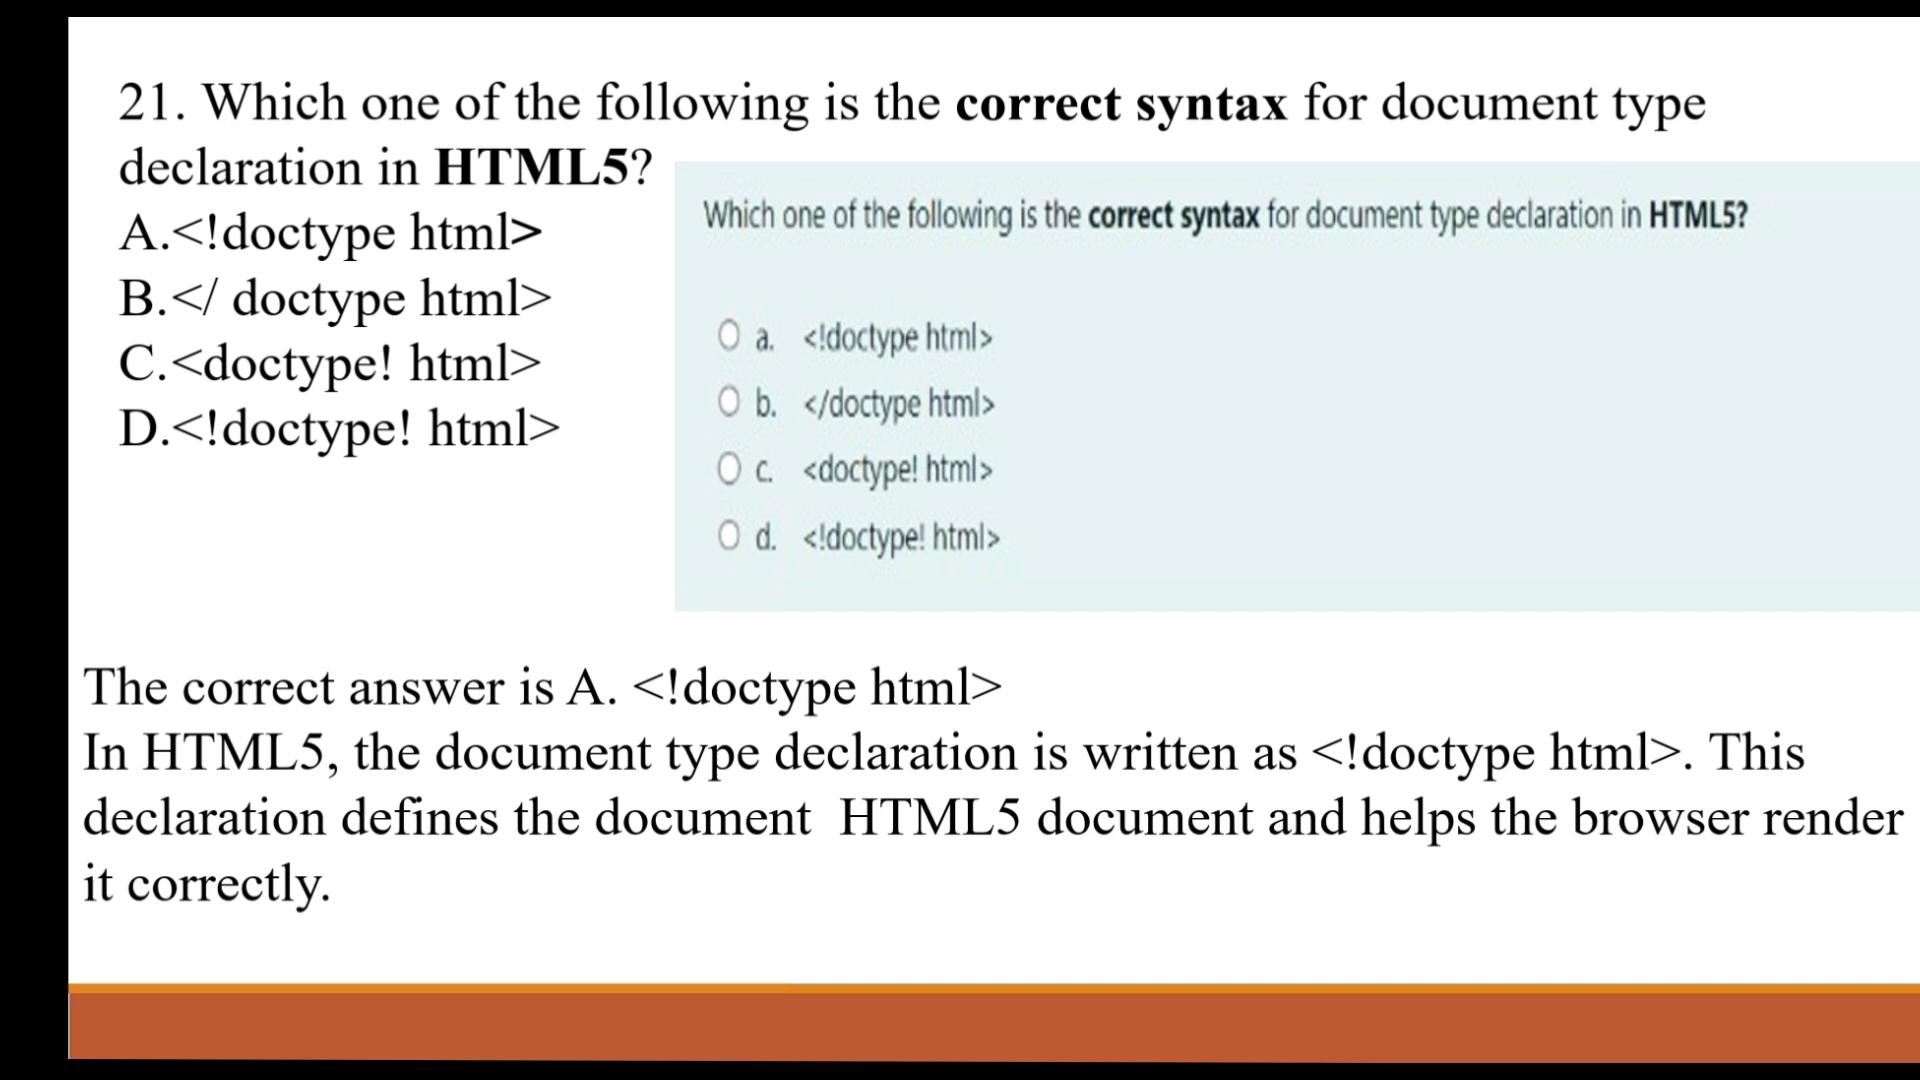 21. Which one of the following is the correct syntax for document type
declaration in HTML5?
A.<!doctype html>
B.</ doctype html>
C.<doctype! html>
D.<!doctype! html>
Which one of the following is the correct syntax for document type declaration in HTML5?
a. <!doctype html>
b. </doctype html>
c. <doctype! html>
d. <!doctype! html>
The correct answer is A. <!doctype html>
In HTML5, the document type declaration is written as <!doctype html>. This
declaration defines the document  HTML5 document and helps the browser render
it correctly.